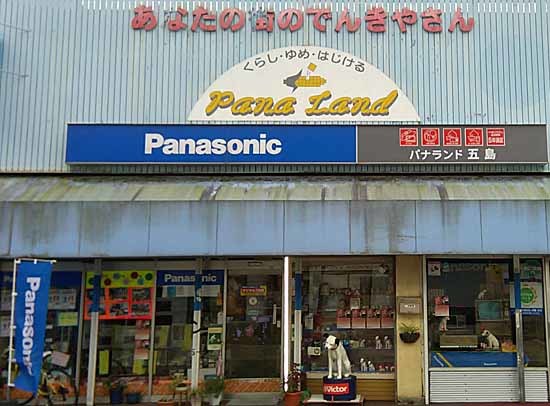 あなたの街のでんきやさん
くらし・ゆめ・はじける
Pana Land
Panasonic
パナランド 五島
Panasonic
Panasonic
Panasonic
Victor